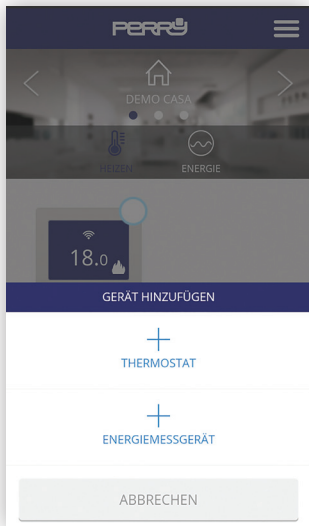 PERRY
DEMO CASA
HEIZEN
ENERGIE
18.0
GERÄT HINZUFÜGEN
THERMOSTAT
ENERGIEMESSGERÄT
ABBRECHEN